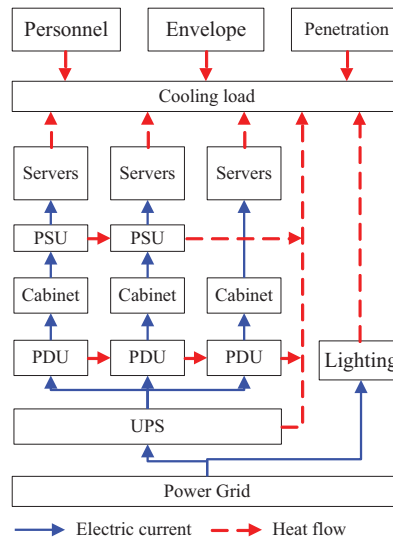 Personnel Envelope Penetration
Cooling load
Servers Servers Servers
PSU PSU
Cabinet Cabinet Cabinet
PDU PDU PDU Lighting
UPS
Power Grid
Electric current Heat flow